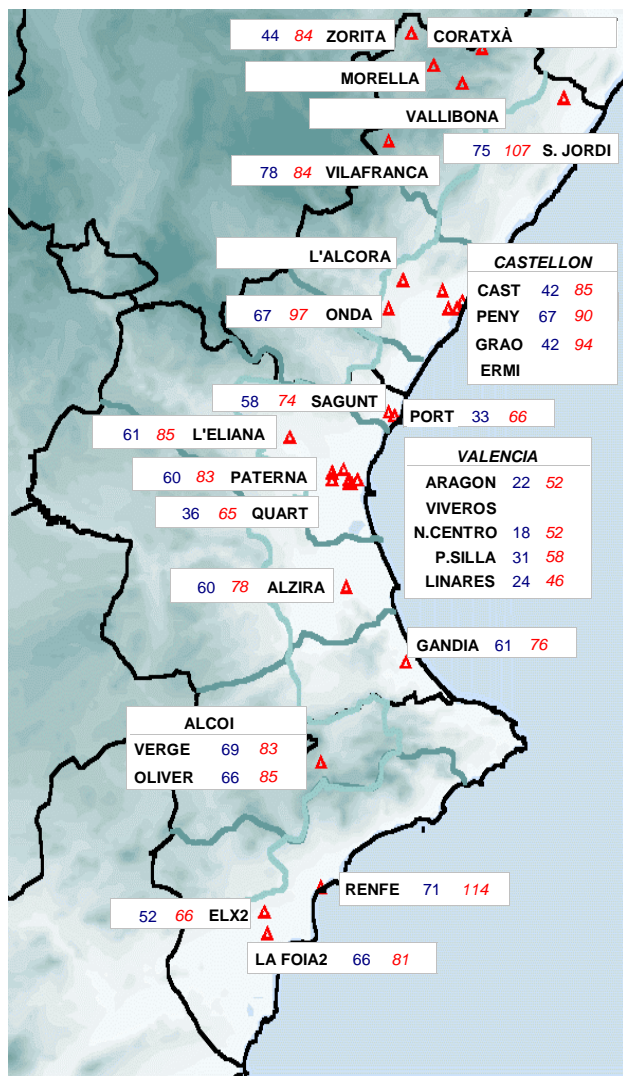 44 84 ZORITA
CORATXÀ
MORELLA
VALLIBONA
75 107 S. JORDI
78 84 VILAFRANCA
L'ALCORA
CASTELLON
CAST 42 85
PENY 67 90
GRAO 42 94
ERMI
67 97 ONDA
58 74 SAGUNT
PORT 33 66
61 85 L'ELIANA
VALENCIA
ARAGON 22 52
VIVEROS
N.CENTRO 18 52
P.SILLA 31 58
LINARES 24 46
60 83 PATERNA
36 65 QUART
60 78 ALZIRA
GANDIA 61 76
ALCOI
VERGE 69 83
OLIVER 66 85
RENFE 71 114
52 66 ELX2
LA FOIA2 66 81